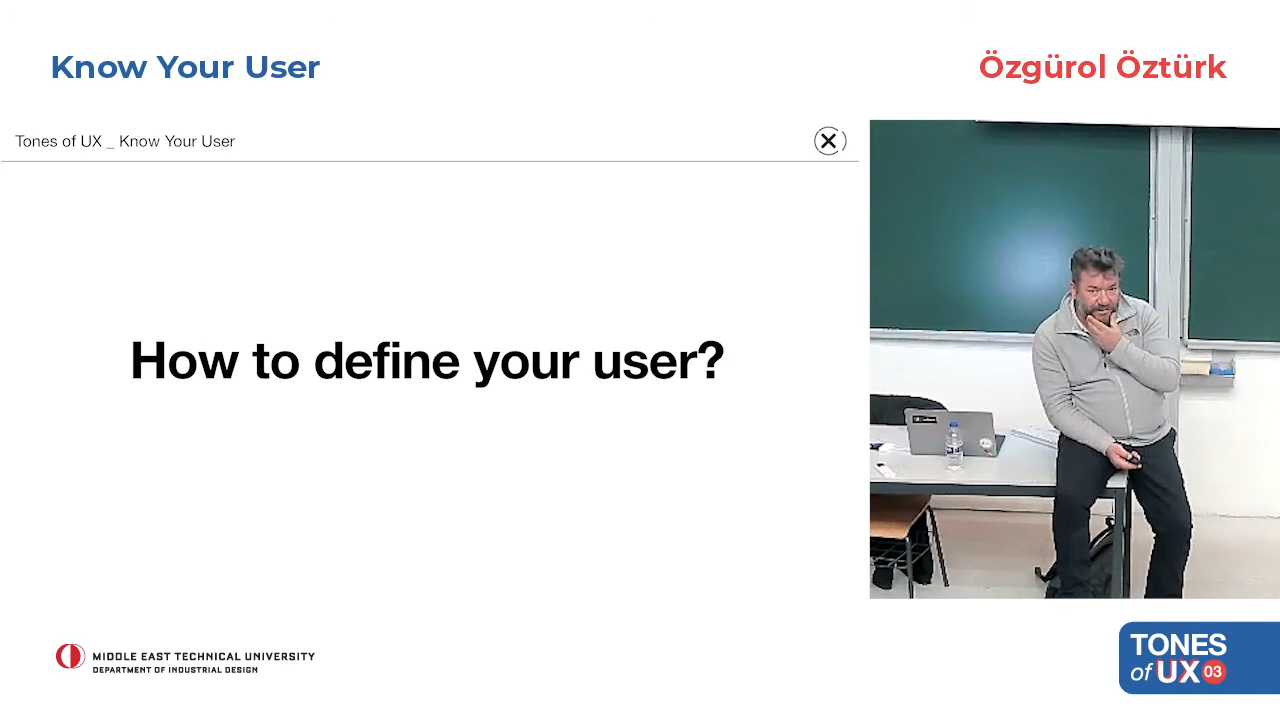 Know Your User
Özgürol Öztürk
Tones of UX _ Know Your User
How to define your user?
MIDDLE EAST TECHNICAL UNIVERSITY
DEPARTMENT OF INDUSTRIAL DESIGN
TONES
of UX 03